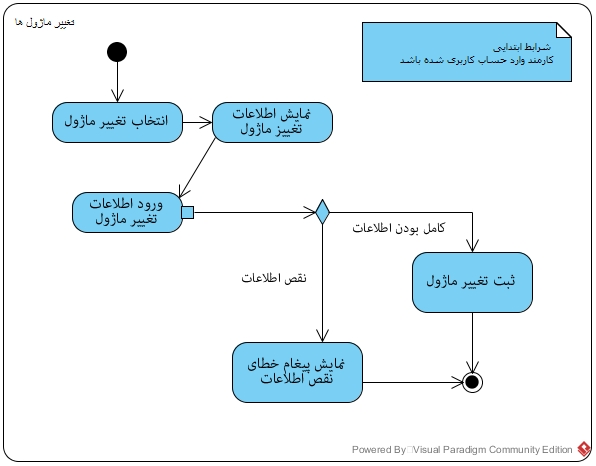 تغییر ماژول ها
شرایط ابتدایی
کارمند وارد حساب کاربری شده باشد
انتخاب تغییر ماژول
نمایش اطلاعات
تغییز ماژول
ورود اطلاعات
تغییر ماژول
کامل بودن اطلاعات
نقص اطلاعات
ثبت تغییر ماژول
نمایش پیغام خطای
نقص اطلاعات
Powered By Visual Paradigm Community Edition